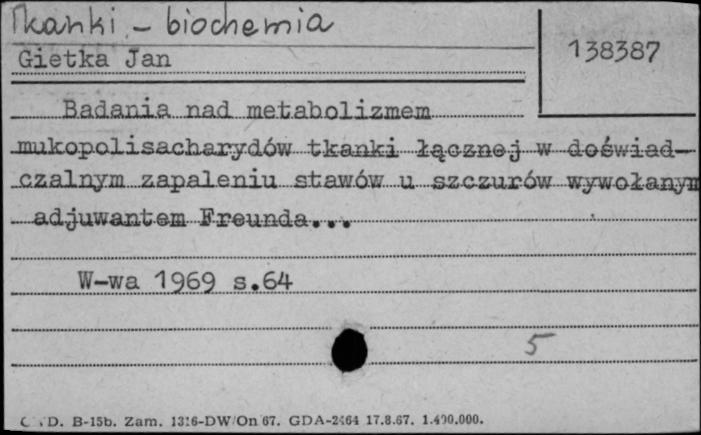 Tkanki - biochemia
Gietka Jan
138387
Badania nad metabolizmem
mukopolisacharydów tkanki łącznej w doświad-
czalnym zapaleniu stawów u szczurów wywołanym
adjuwantem Freunda...
W-wa 1969 s.64
5
D. B-15b. Zam. 1316-DW/On/67. GDA-2464 17.8.67. 1.400.000.